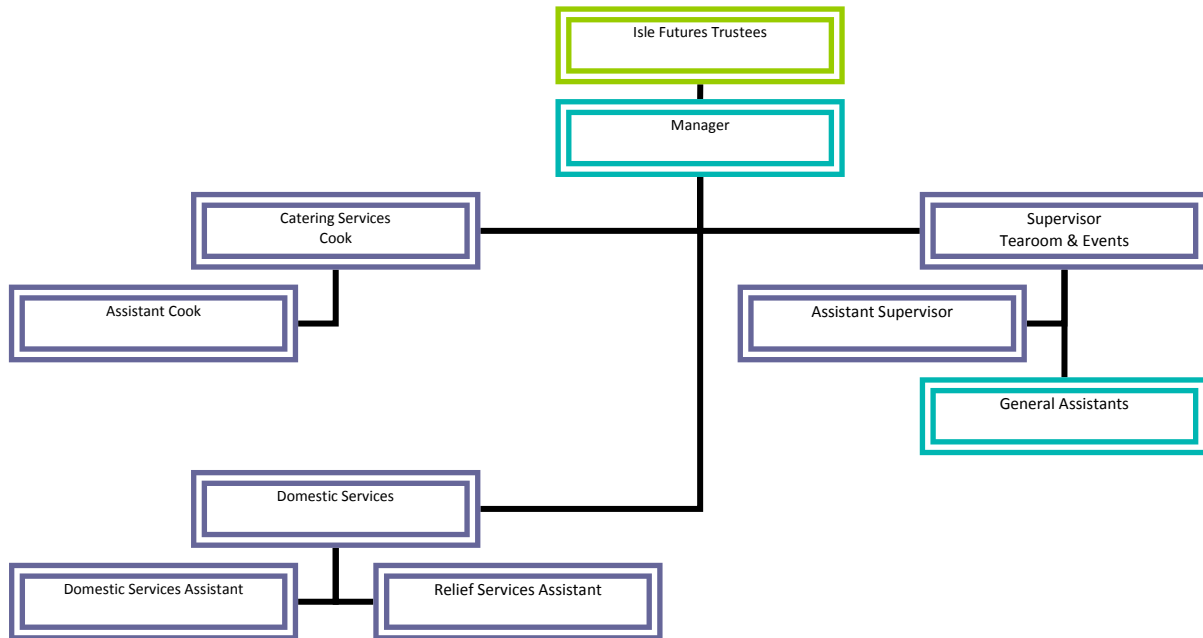 Isle Futures Trustees
Manager
Catering Services
Cook
Supervisor
Tearoom & Events
Assistant Cook
Assistant Supervisor
General Assistants
Domestic Services
Domestic Services Assistant
Relief Services Assistant